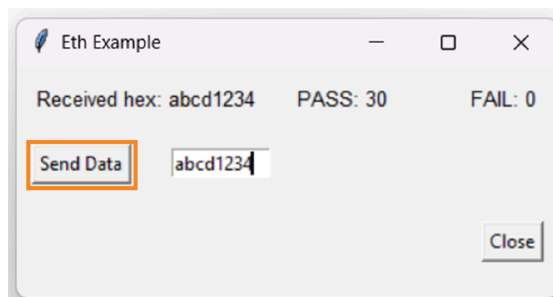 Eth Example
Received hex: abcd1234 PASS: 30 FAIL: 0
Send Data abcd1234
Close